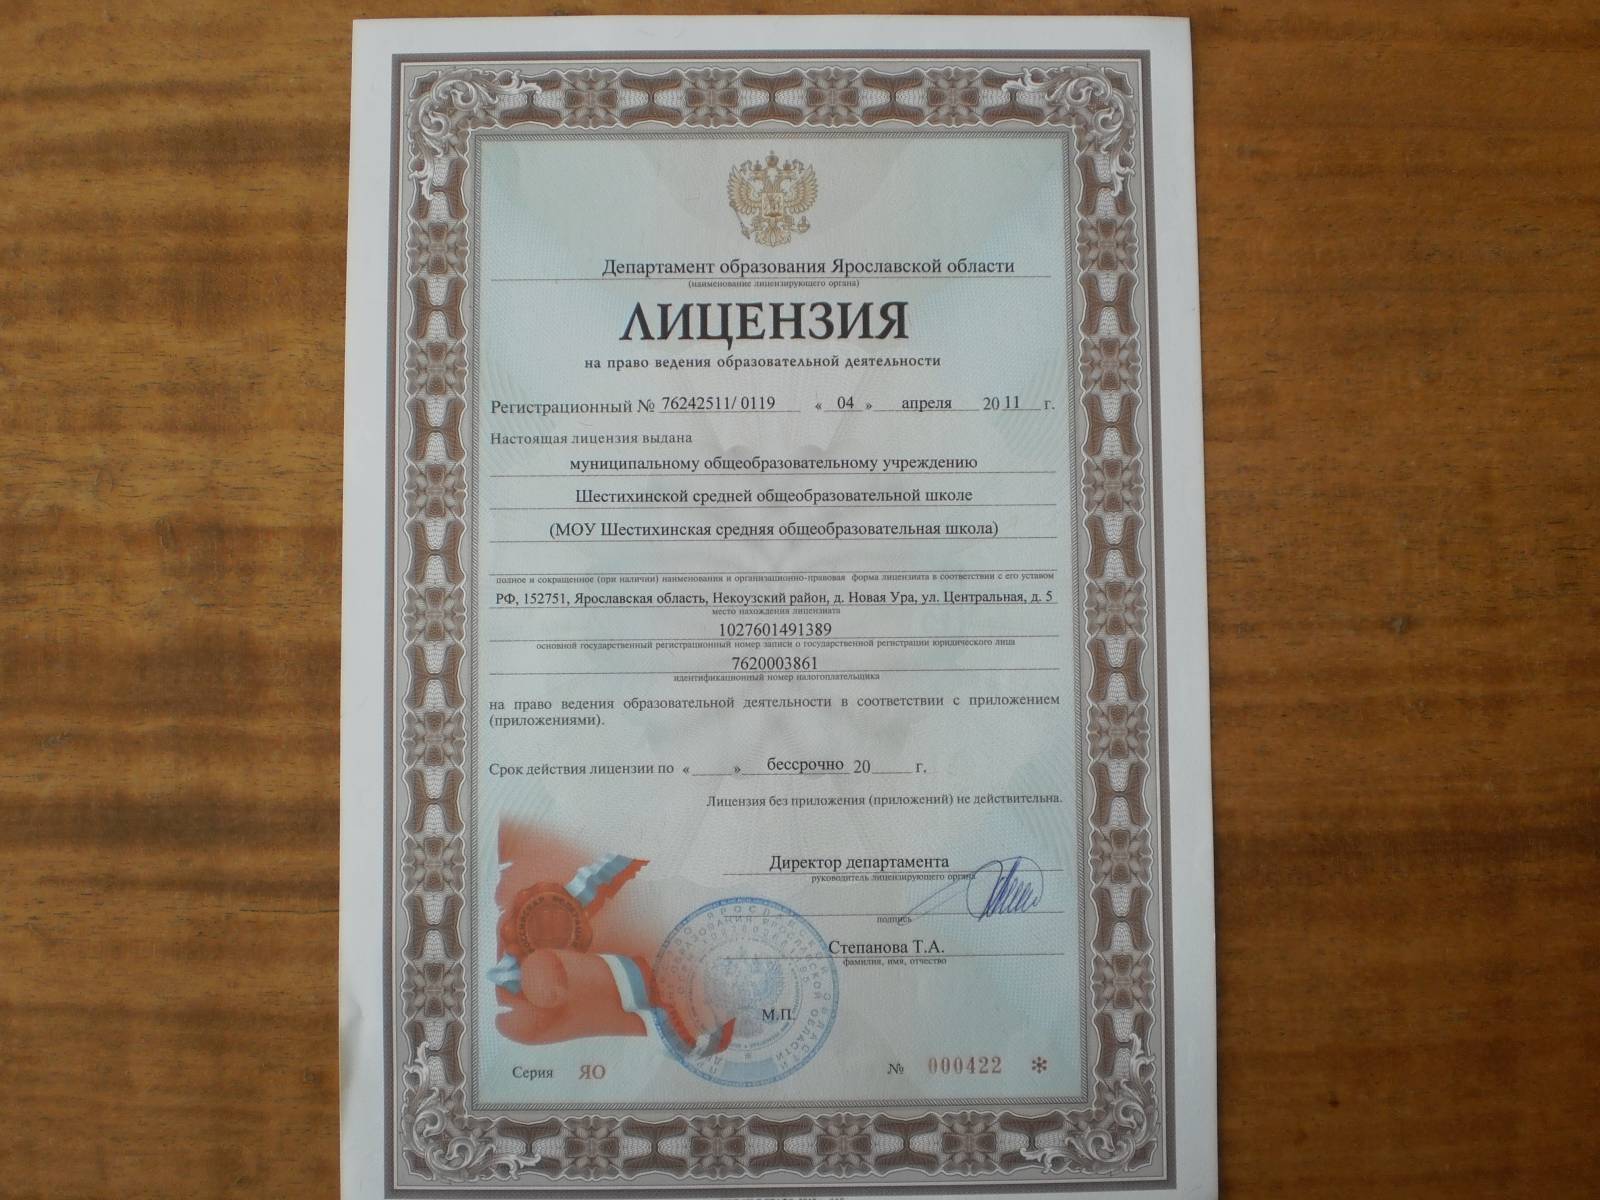 Департамент образования Ярославской области
(наименование лицензирующего органа)
ЛИЦЕНЗИЯ
на право ведения образовательной деятельности
Регистрационный № 76242511/ 0119 « 04 » апреля 20 11 г.
Настоящая лицензия выдана
муниципальному общеобразовательному учреждению
Шестихинской средней общеобразовательной школе
(МОУ Шестихинская средняя общеобразовательная школа)
полное и сокращенное (при наличии) наименования и организационно-правовая форма лицензиата в соответствии с его уставом
РФ, 152751, Ярославская область, Некоузский район, д. Новая Ура, ул. Центральная, д. 5
место нахождения лицензиата
1027601491389
основной государственный регистрационный номер записи о государственной регистрации юридического лица
7620003861
идентификационный номер налогоплательщика
на право ведения образовательной деятельности в соответствии с приложением
(приложениями).
Срок действия лицензии по «____» бессрочно 20____ г.
Лицензия без приложения (приложений) не действительна.
Директор департамента
руководитель лицензирующего органа
подпись
Степанова Т.А.
фамилия, имя, отчество
М.П.
Серия ЯО № 000422 *